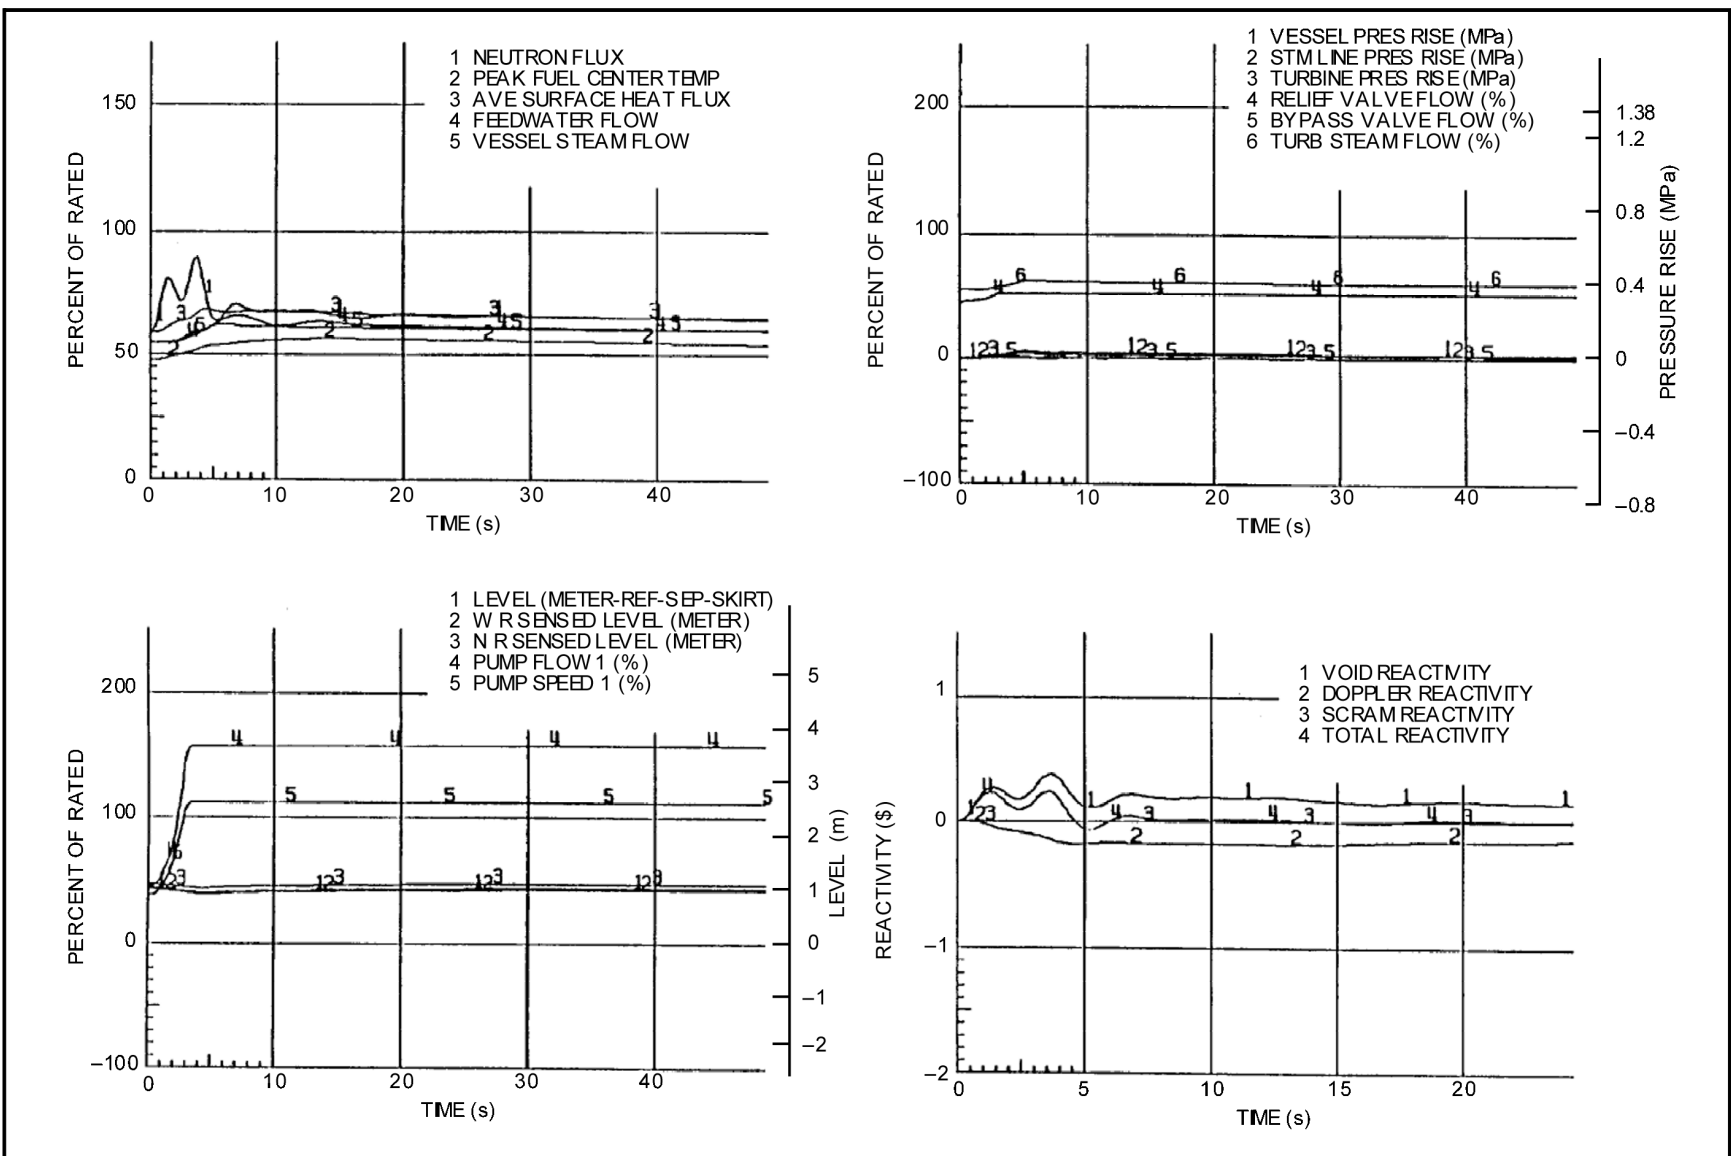 1 NEUTRON FLUX
2 PEAK FUEL CENTER TEMP
3 AVE SURFACE HEAT FLUX
4 FEEDWATER FLOW
5 VESSEL STEAM FLOW
PERCENT OF RATED
150
100
50
0
0 10 20 30 40
TIME (s)
1 VESSEL PRES RISE (MPa)
2 STM LINE PRES RISE (MPa)
3 TURBINE PRES RISE (MPa)
4 RELIEF VALVE FLOW (%)
5 BYPASS VALVE FLOW (%)
6 TURB STEAM FLOW (%)
PERCENT OF RATED
200
100
0
–100
0 10 20 30 40
TIME (s)
1.38
1.2
0.8
0.4
0
–0.4
–0.8
PRESSURE RISE (MPa)
1 LEVEL (METER-REF-SEP-SKIRT)
2 W R SENSED LEVEL (METER)
3 N R SENSED LEVEL (METER)
4 PUMP FLOW 1 (%)
5 PUMP SPEED 1 (%)
PERCENT OF RATED
200
100
0
–100
0 10 20 30 40
TIME (s)
5
4
3
2
1
0
–1
–2
LEVEL (m)
1 VOID REACTIVITY
2 DOPPLER REACTIVITY
3 SCRAM REACTIVITY
4 TOTAL REACTIVITY
REACTIVITY ($)
1
0
–1
–2
0 5 10 15 20
TIME (s)